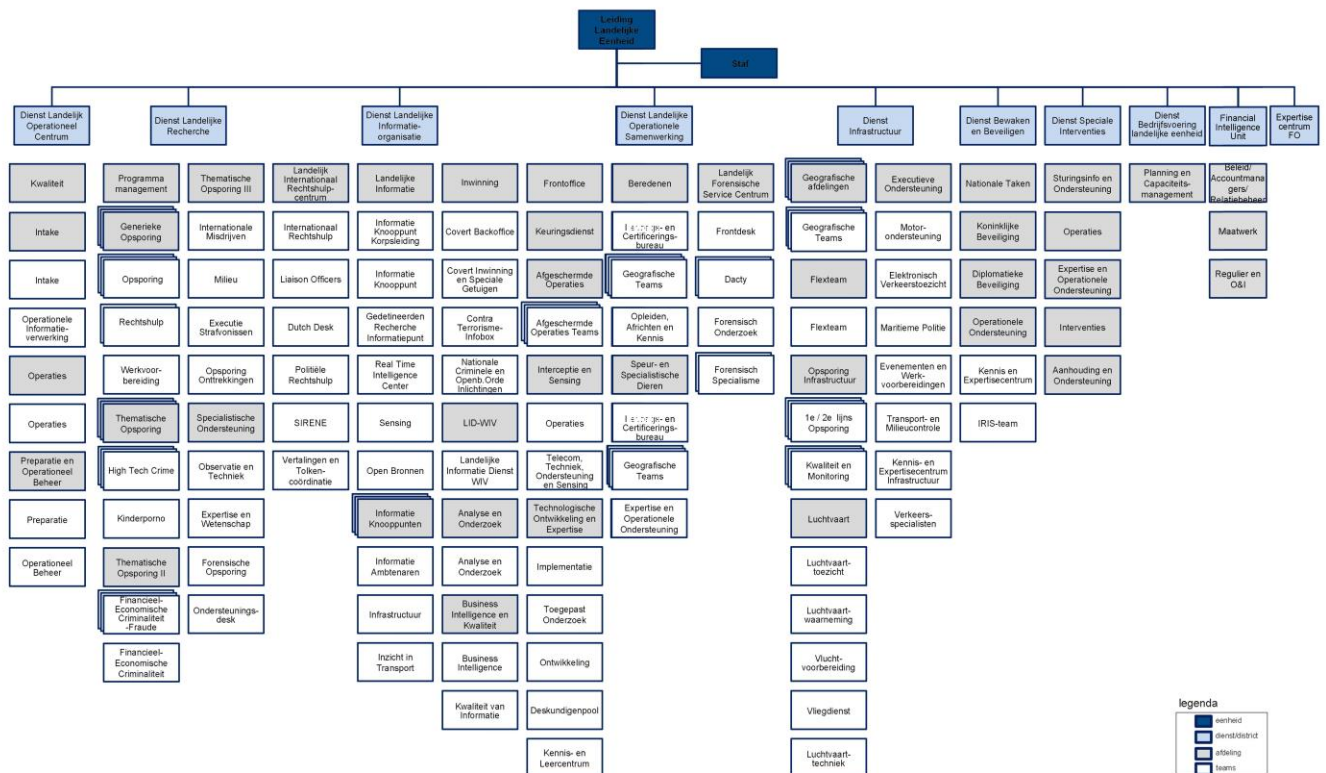 Leiding
Landelijke
Eenheid
Staf
Dienst Landelijk
Operationeel
Centrum
Dienst Landelijke
Recherche
Dienst Landelijke
Informatie-
organisatie
Dienst Landelijke
Operationele
Samenwerking
Dienst
Infrastructuur
Dienst Bewaken
en Beveiligen
Dienst Speciale
Interventies
Dienst
Bedrijfsvoering
landelijke eenheid
Financial
Intelligence
Unit
Expertise
centrum
FO
Kwaliteit
Intake
Intake
Operationele
Informatie-
verwerking
Operaties
Operaties
Preparatie en
Operationeel
Beheer
Preparatie
Operationeel
Beheer
Programma
management
Generieke
Opsporing
Opsporing
Rechtshulp
Werkvoor-
bereiding
Thematische
Opsporing
High Tech Crime
Kinderporno
Thematische
Opsporing II
Financieel-
Economische
Criminaliteit
-Fraude
Financieel-
Economische
Criminaliteit
Thematische
Opsporing III
Internationale
Misdrijven
Milieu
Executie
Strafvonissen
Opsporing
Onttrekkingen
Specialistische
Ondersteuning
Observatie en
Techniek
Expertise en
Wetenschap
Forensische
Opsporing
Ondersteunings-
desk
Landelijk
Internationaal
Rechtshulp-
centrum
Internationaal
Rechtshulp
Liaison Officers
Dutch Desk
Politiële
Rechtshulp
SIRENE
Vertalingen en
Tolken-
coördinatie
Landelijke
Informatie
Informatie
Knooppunt
Korpsleiding
Informatie
Knooppunt
Gedetineerden
Recherche
Informatiepunt
Real Time
Intelligence
Center
Sensing
Open Bronnen
Informatie
Knooppunten
Informatie
Ambtenaren
Infrastructuur
Inzicht in
Transport
Inwinning
Covert Backoffice
Covert Inwinning
en Speciale
Getuigen
Contra
Terrorisme-
Infobox
Nationale
Criminele en
Openb.Orde
Inlichtingen
LID-WIV
Landelijke
Informatie Dienst
WIV
Analyse en
Onderzoek
Analyse en
Onderzoek
Business
Intelligence en
Kwaliteit
Business
Intelligence
Kwaliteit van
Informatie
Frontoffice
Keuringsdienst
Afgeschermde
Operaties
Afgeschermde
Operaties Teams
Interceptie en
Sensing
Operaties
Telecom,
Techniek,
Ondersteuning
en Sensing
Technologische
Ontwikkeling en
Expertise
Implementatie
Toegepast
Onderzoek
Ontwikkeling
Deskundigenpool
Kennis- en
Leercentrum
Beredenen
en
Certificerings-
bureau
Geografische
Teams
Opleiden,
Africhten en
Kennis
Speur- en
Specialistische
Dieren
en
Certificerings-
bureau
Geografische
Teams
Expertise en
Operationele
Ondersteuning
Landelijk
Forensische
Service Centrum
Frontdesk
Dacty
Forensisch
Onderzoek
Forensisch
Specialisme
Geografische
afdelingen
Geografische
Teams
Flexteam
Flexteam
Opsporing
Infrastructuur
1e / 2e lijns
Opsporing
Kwaliteit en
Monitoring
Luchtvaart
Luchtvaart-
toezicht
Luchtvaart-
waarneming
Vlucht-
voorbereiding
Vliegdienst
Luchtvaart-
techniek
Executieve
Ondersteuning
Motor-
ondersteuning
Elektronisch
Verkeerstoezicht
Maritieme Politie
Evenementen en
Werk-
voorbereidingen
Transport- en
Milieucontrole
Kennis- en
Expertisecentrum
Infrastructuur
Verkeers-
specialisten
Nationale Taken
Koninklijke
Beveiliging
Diplomatieke
Beveiliging
Operationele
Ondersteuning
Kennis en
Expertisecentrum
IRIS-team
Sturingsinfo en
Ondersteuning
Operaties
Expertise en
Operationele
Ondersteuning
Interventies
Aanhouding en
Ondersteuning
Planning en
Capaciteits-
management
Beleid/
Accountmana
gers/
Relatiebeheer
Maatwerk
Regulier en
O&I
legenda
eenheid
dienst/district
afdeling
teams